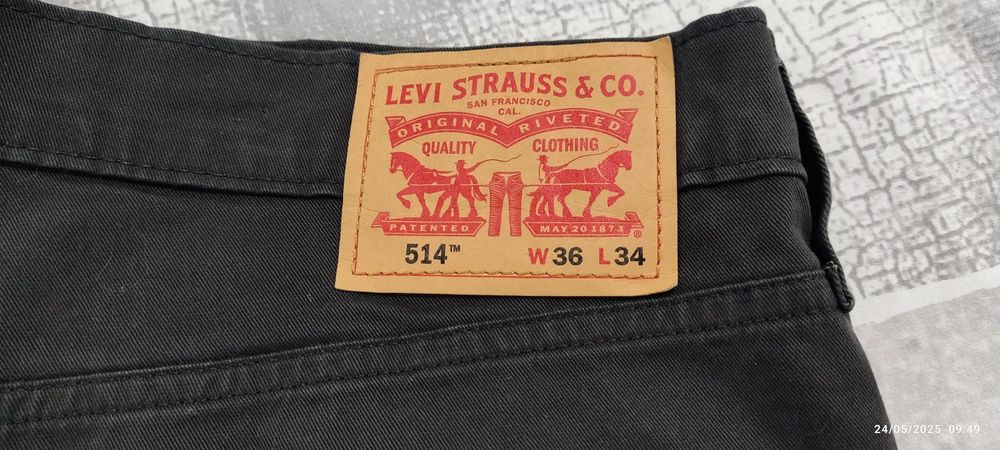 LEVI STRAUSS & CO.
SAN FRANCISCO
CAL.
ORIGINAL RIVETED
QUALITY CLOTHING
PATENTED MAY 20 1873 ®
514™ W36 L34
24/05/2025 09:49